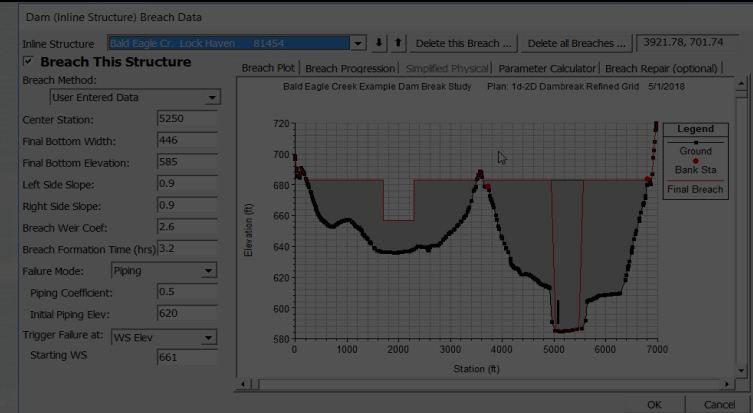 Dam (Inline Structure) Breach Data
Inline Structure Bald Eagle Cr. Lock Haven 81454 Delete this Breach ... Delete all Breaches ... 3921.78, 701.74
Breach This Structure
Breach Method:
User Entered Data
Center Station: 5250
Final Bottom Width: 446
Final Bottom Elevation: 585
Left Side Slope: 0.9
Right Side Slope: 0.9
Breach Weir Coef: 2.6
Breach Formation Time (hrs) 3.2
Failure Mode: Piping
Piping Coefficient: 0.5
Initial Piping Elev: 620
Trigger Failure at: WS Elev
Starting WS 661
Breach Plot Breach Progression Simplified Physical Parameter Calculator Breach Repair (optional)
Bald Eagle Creek Example Dam Break Study Plan: 1d-2D Dambreak Refined Grid 5/1/2018
Legend
Ground
Bank Sta
Final Breach
Elevation (ft)
720
700
680
660
640
620
600
580
0 1000 2000 3000 4000 5000 6000 7000
Station (ft)
OK Cancel